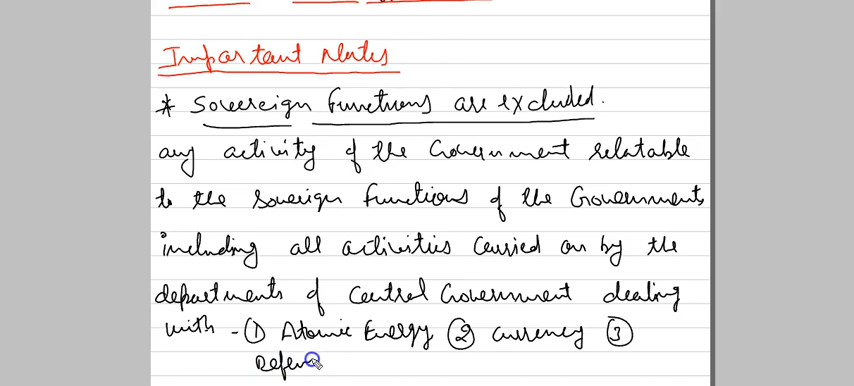 Important Notes
* Sovereign Functions are excluded.
any activity of the Government relatable
to the Sovereign Functions of the Government
including all activities carried on by the
departments of Central Government dealing
with - ① Atomic Energy ② Currency ③
Defen